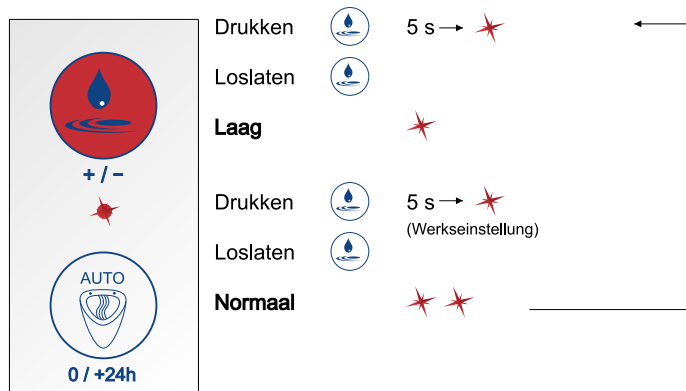 Drukken 5 s
Loslaten
Laag
+ / −
Drukken 5 s
(Werkseinstellung)
Loslaten
AUTO
Normaal
0 / +24h